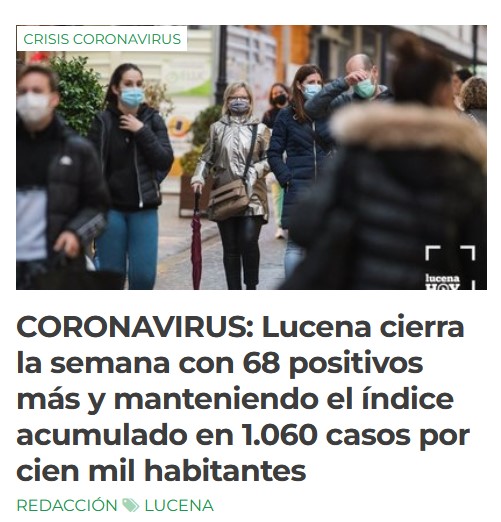 CRISIS CORONAVIRUS
lucena
HOY
CORONAVIRUS: Lucena cierra
la semana con 68 positivos
más y manteniendo el índice
acumulado en 1.060 casos por
cien mil habitantes
REDACCIÓN LUCENA